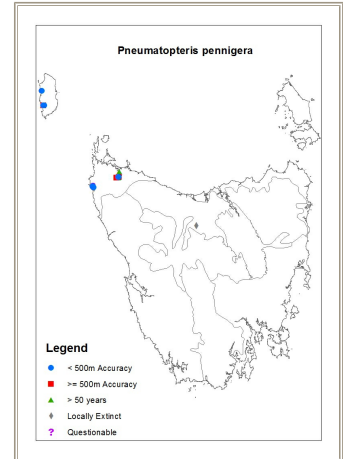 Pneumatopteris pennigera
Legend
< 500m Accuracy
>= 500m Accuracy
> 50 years
Locally Extinct
? Questionable